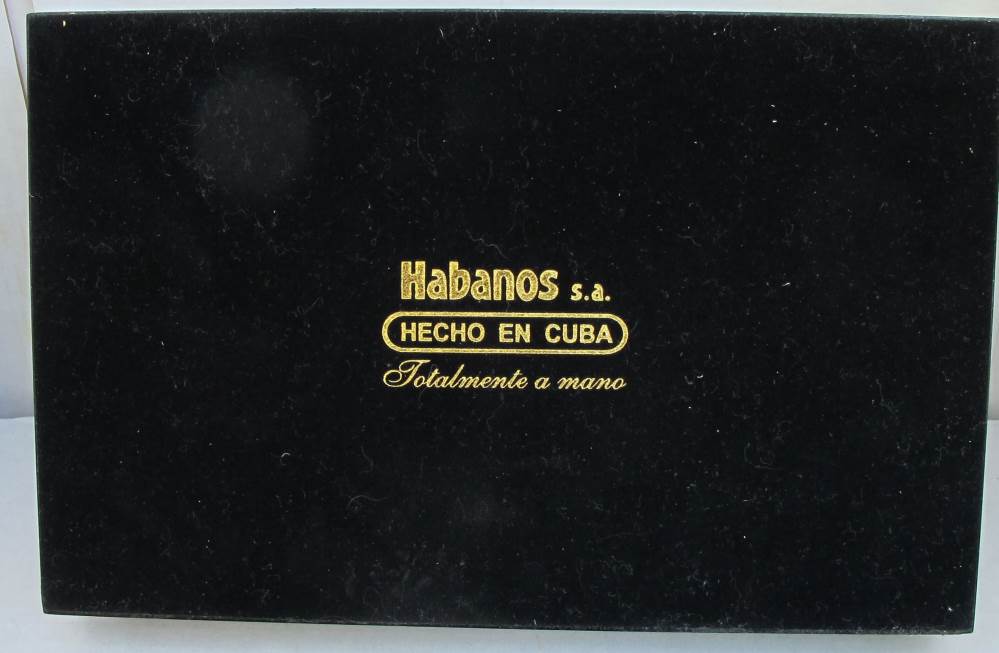 Habanos s.a.
HECHO EN CUBA
Totalmente a mano